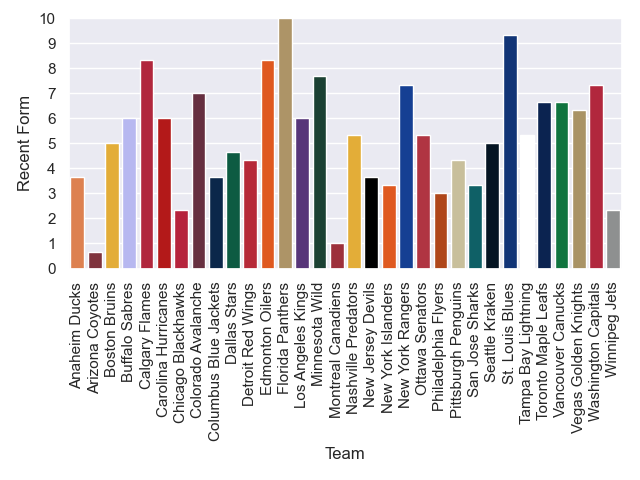 10
9
8
7
6
5
4
3
2
1
0
Recent Form
Anaheim Ducks
Arizona Coyotes
Boston Bruins
Buffalo Sabres
Calgary Flames
Carolina Hurricanes
Chicago Blackhawks
Colorado Avalanche
Columbus Blue Jackets
Dallas Stars
Detroit Red Wings
Edmonton Oilers
Florida Panthers
Los Angeles Kings
Minnesota Wild
Montreal Canadiens
Nashville Predators
New Jersey Devils
New York Islanders
New York Rangers
Ottawa Senators
Philadelphia Flyers
Pittsburgh Penguins
San Jose Sharks
Seattle Kraken
St. Louis Blues
Tampa Bay Lightning
Toronto Maple Leafs
Vancouver Canucks
Vegas Golden Knights
Washington Capitals
Winnipeg Jets
Team